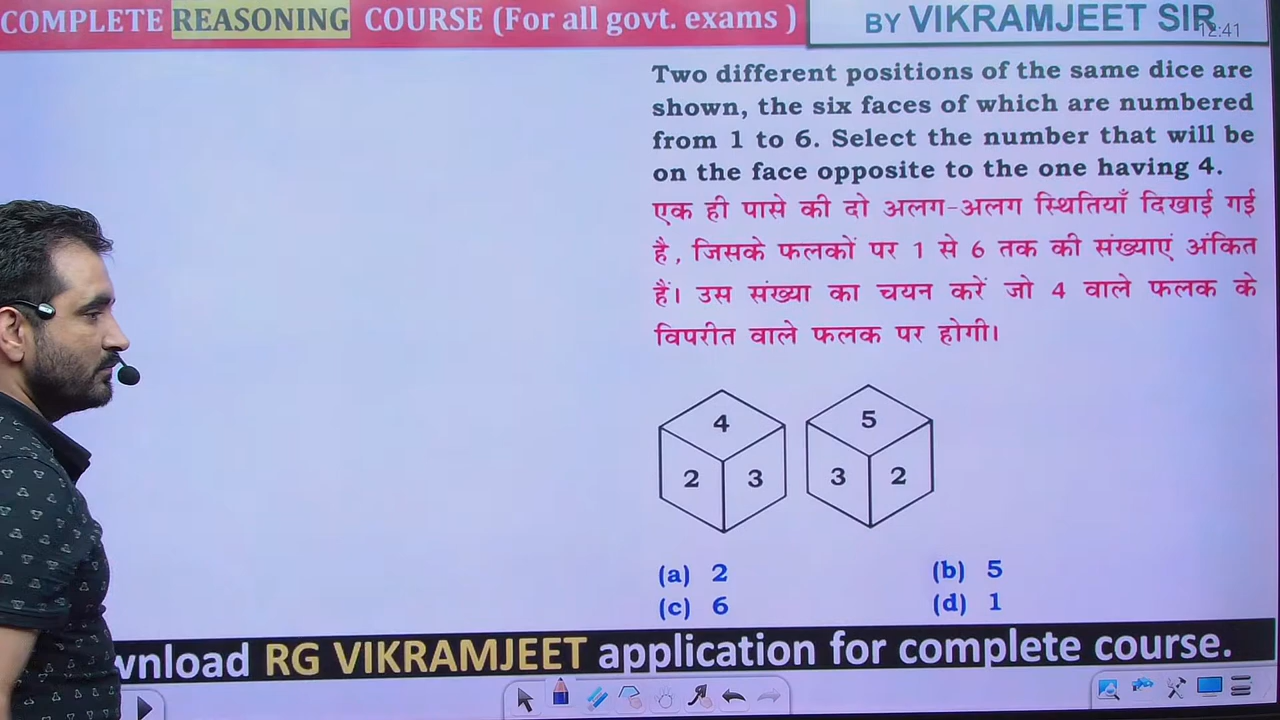 COMPLETE REASONING COURSE (For all govt. exams )
BY VIKRAMJEET SIR
12:41
Two different positions of the same dice are
shown, the six faces of which are numbered
from 1 to 6. Select the number that will be
on the face opposite to the one having 4.
एक ही पासे की दो अलग-अलग स्थितियाँ दिखाई गई
है, जिसके फलकों पर 1 से 6 तक की संख्याएं अंकित
हैं। उस संख्या का चयन करें जो 4 वाले फलक के
विपरीत वाले फलक पर होगी।
4 5
2 3 3 2
(a) 2 (b) 5
(c) 6 (d) 1
wnload RG VIKRAMJEET application for complete course.